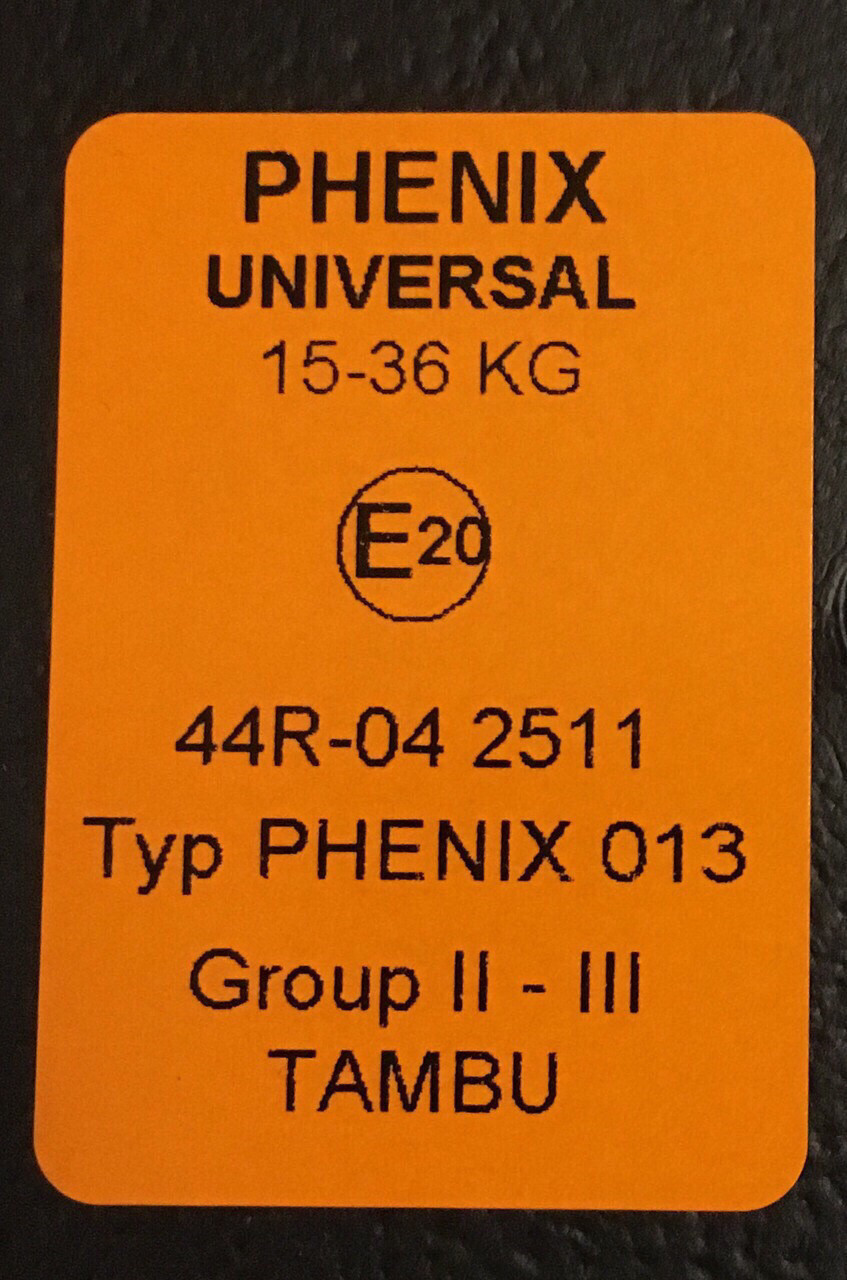 PHENIX
UNIVERSAL
15-36 KG
E20
44R-04 2511
Typ PHENIX 013
Group II - III
TAMBU